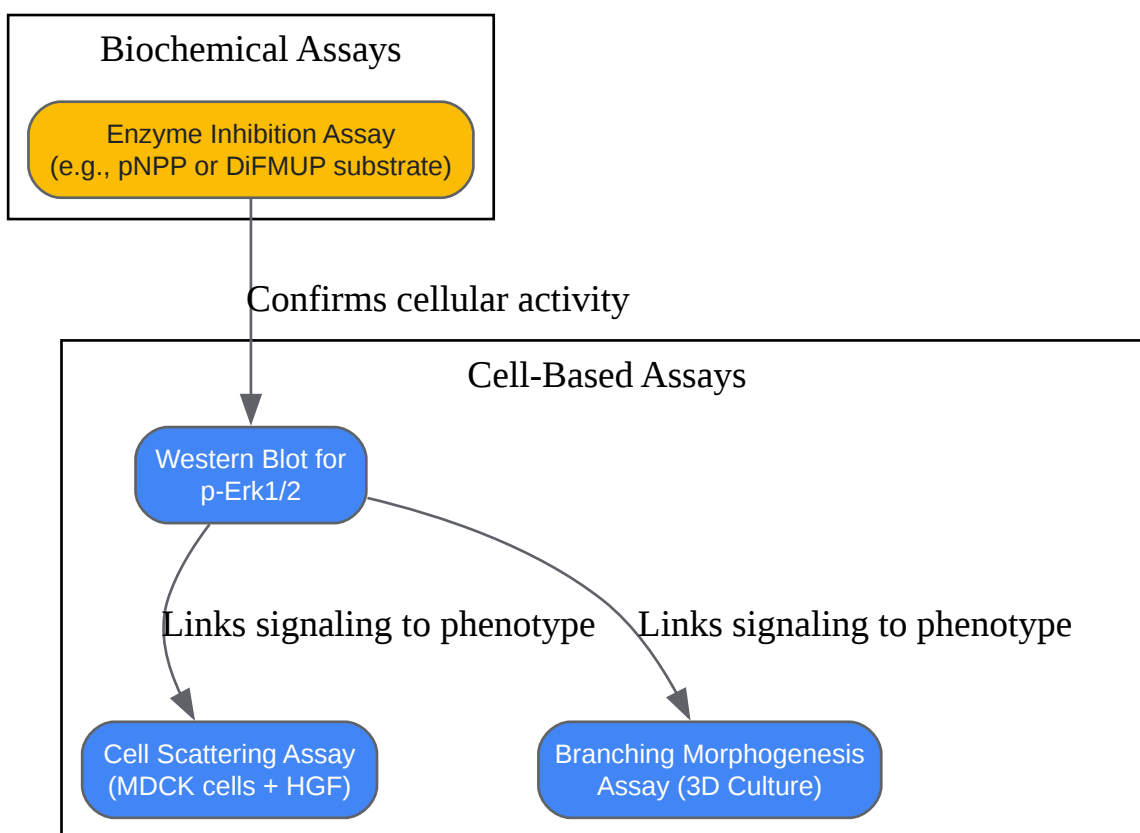 Biochemical Assays
Enzyme Inhibition Assay
(e.g., pNPP or DiFMUP substrate)
Confirms cellular activity
Cell-Based Assays
Western Blot for
p-Erk1/2
Links signaling to phenotype
Links signaling to phenotype
Cell Scattering Assay
(MDCK cells + HGF)
Branching Morphogenesis
Assay (3D Culture)